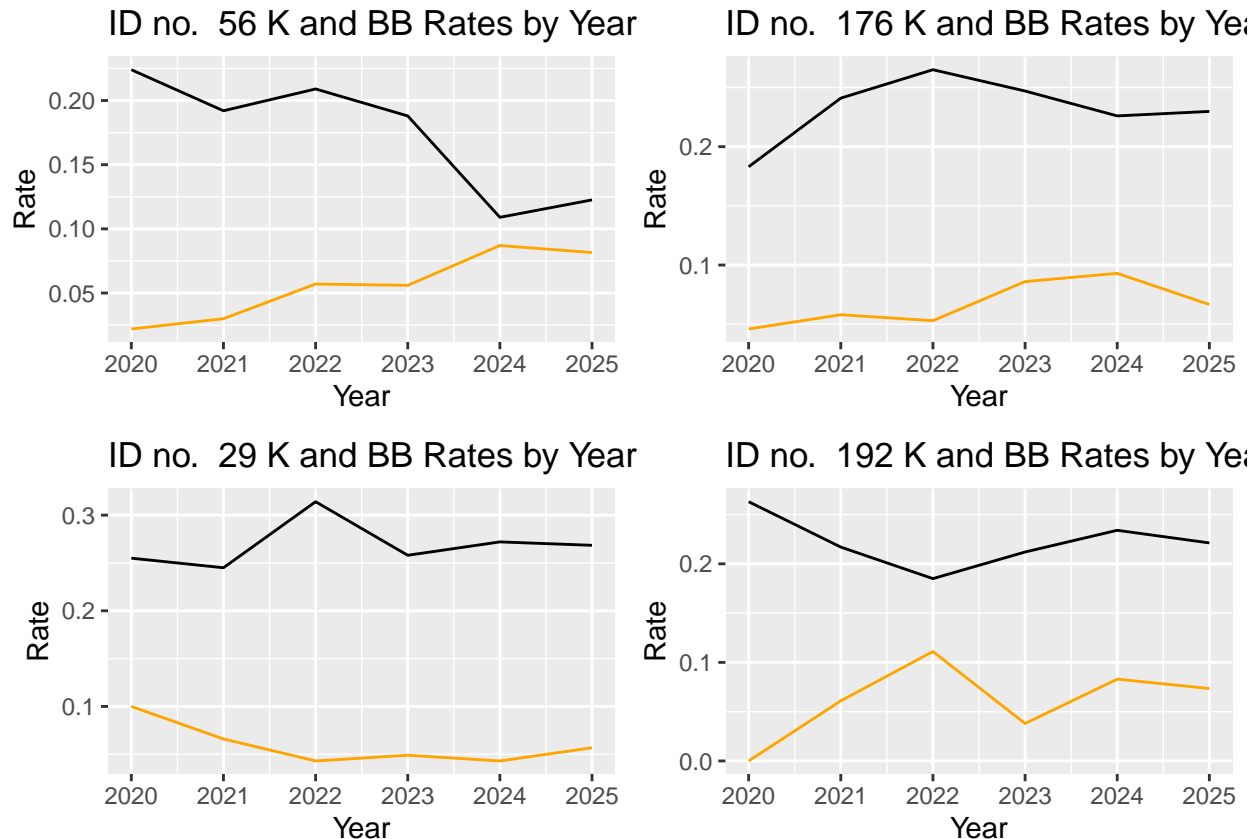 ID no.  56 K and BB Rates by Year
0.20
0.15
0.10
0.05
Rate
2020 2021 2022 2023 2024 2025
Year
ID no.  176 K and BB Rates by Yea
0.2
0.1
Rate
2020 2021 2022 2023 2024 2025
Year
ID no.  29 K and BB Rates by Year
0.3
0.2
0.1
Rate
2020 2021 2022 2023 2024 2025
Year
ID no.  192 K and BB Rates by Yea
0.2
0.1
0.0
Rate
2020 2021 2022 2023 2024 2025
Year